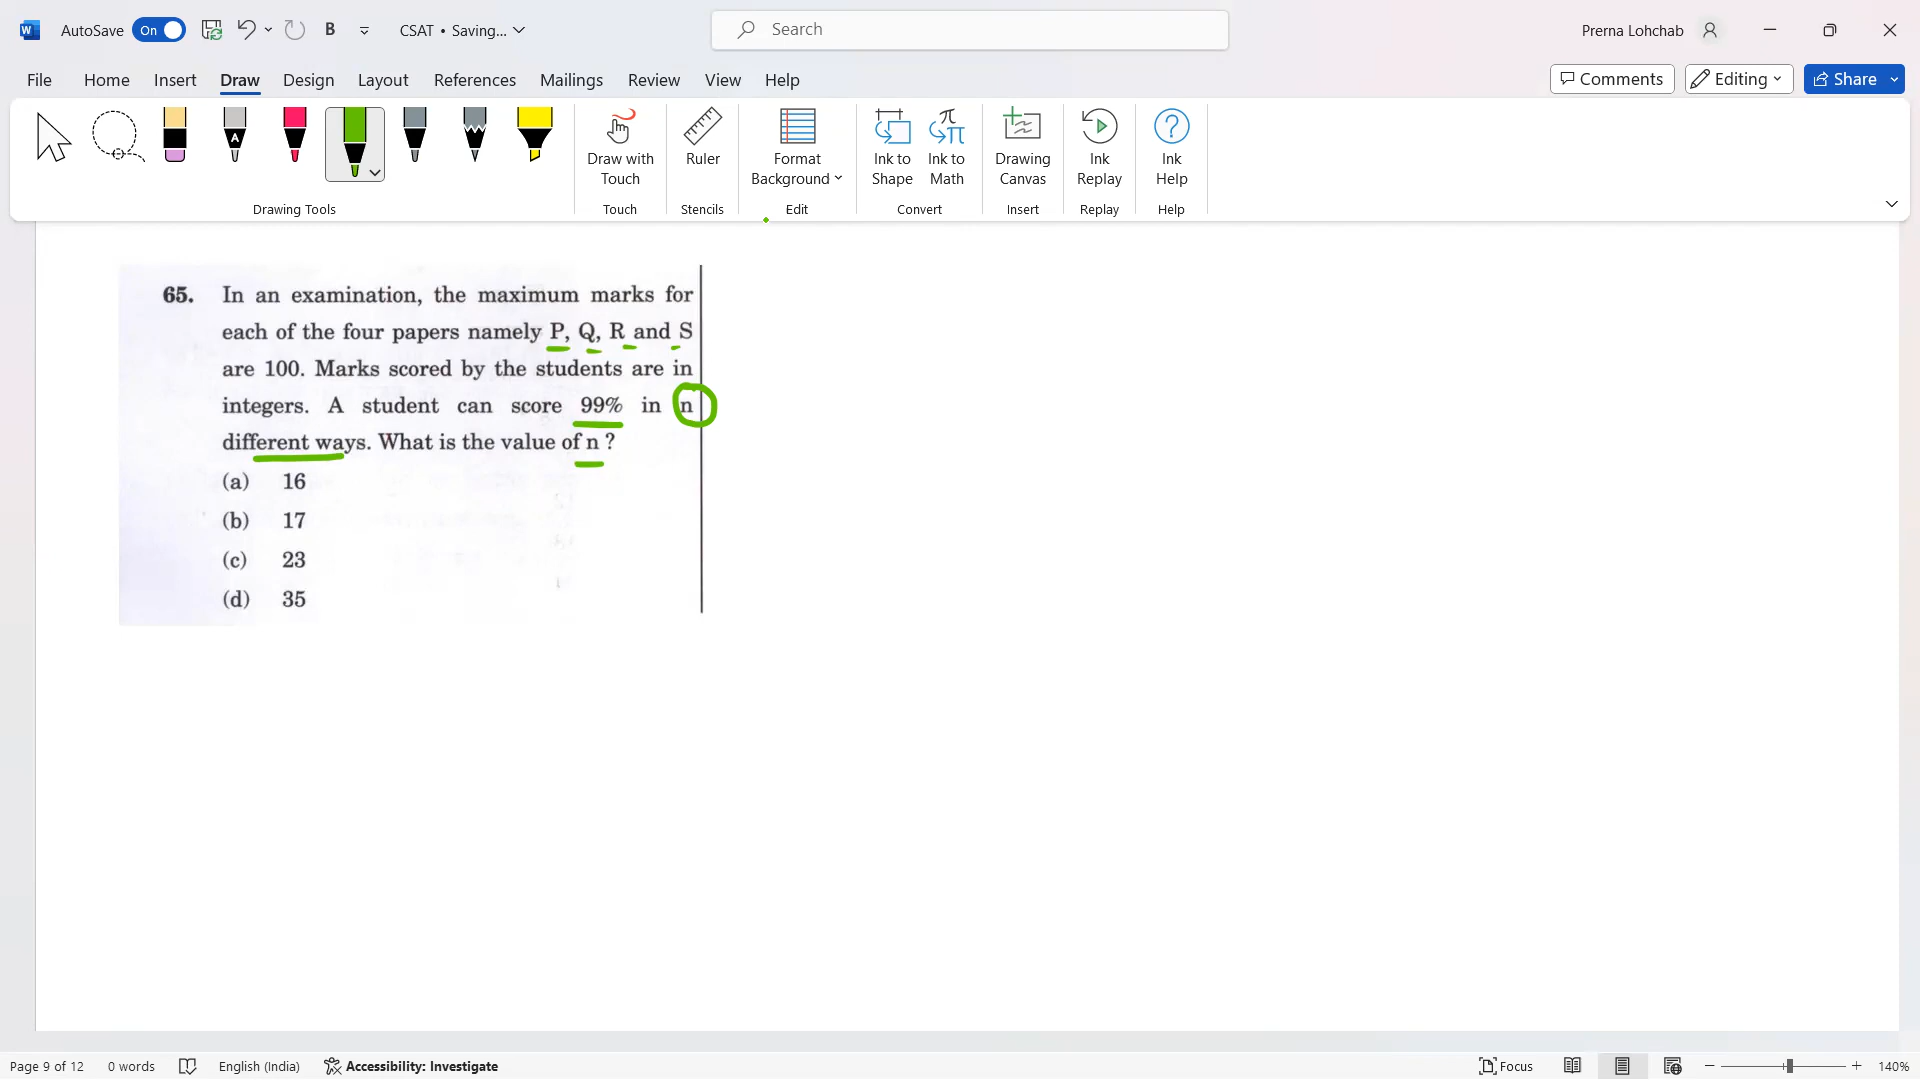 AutoSave On B CSAT • Saving... Search Prerna Lohchab
File Home Insert Draw Design Layout References Mailings Review View Help Comments Editing Share
A
Draw with Touch Ruler Format Background Ink to Shape Ink to Math Drawing Canvas Ink Replay Ink Help
Drawing Tools Touch Stencils Edit Convert Insert Replay Help
65. In an examination, the maximum marks for
each of the four papers namely P, Q, R and S
are 100. Marks scored by the students are in
integers. A student can score 99% in n
different ways. What is the value of n ?
(a) 16
(b) 17
(c) 23
(d) 35
Page 9 of 12 0 words English (India) Accessibility: Investigate Focus 140%